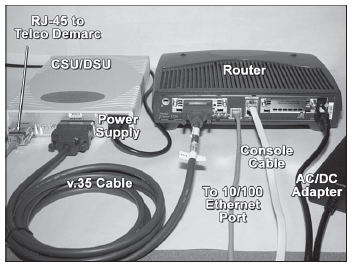 RJ-45 to
Telco Demarc
CSU/DSU
Router
Power
Supply
Console
Cable
v.35 Cable
To 10/100
Ethernet
Port
AC/DC
Adapter